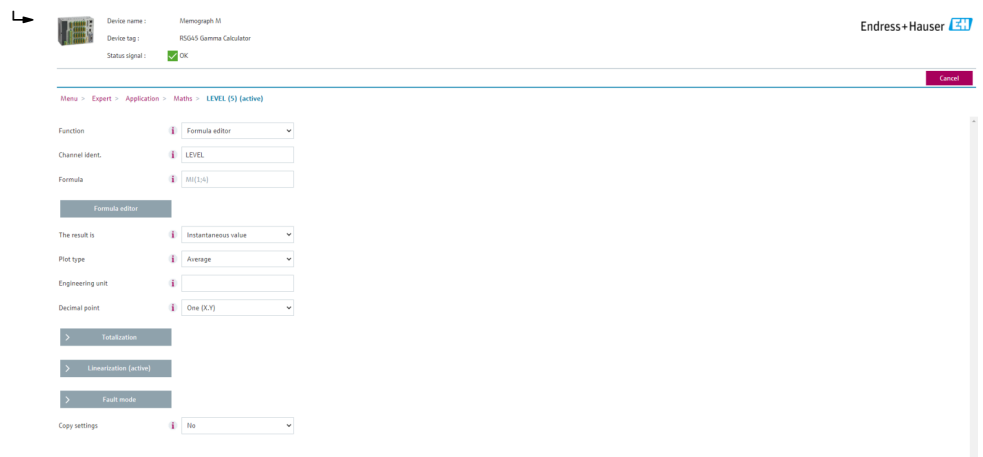 Device name : Memograph M
Device tag : RSG45 Gamma Calculator
Status signal : OK
Endress+Hauser EH
Cancel
Menu > Expert > Application > Maths > LEVEL (5) (active)
Function i Formula editor
Channel ident. i LEVEL
Formula i MI(1;4)
Formula editor
The result is i Instantaneous value
Plot type i Average
Engineering unit i
Decimal point i One (X.Y)
> Totalization
> Linearization (active)
> Fault mode
Copy settings i No